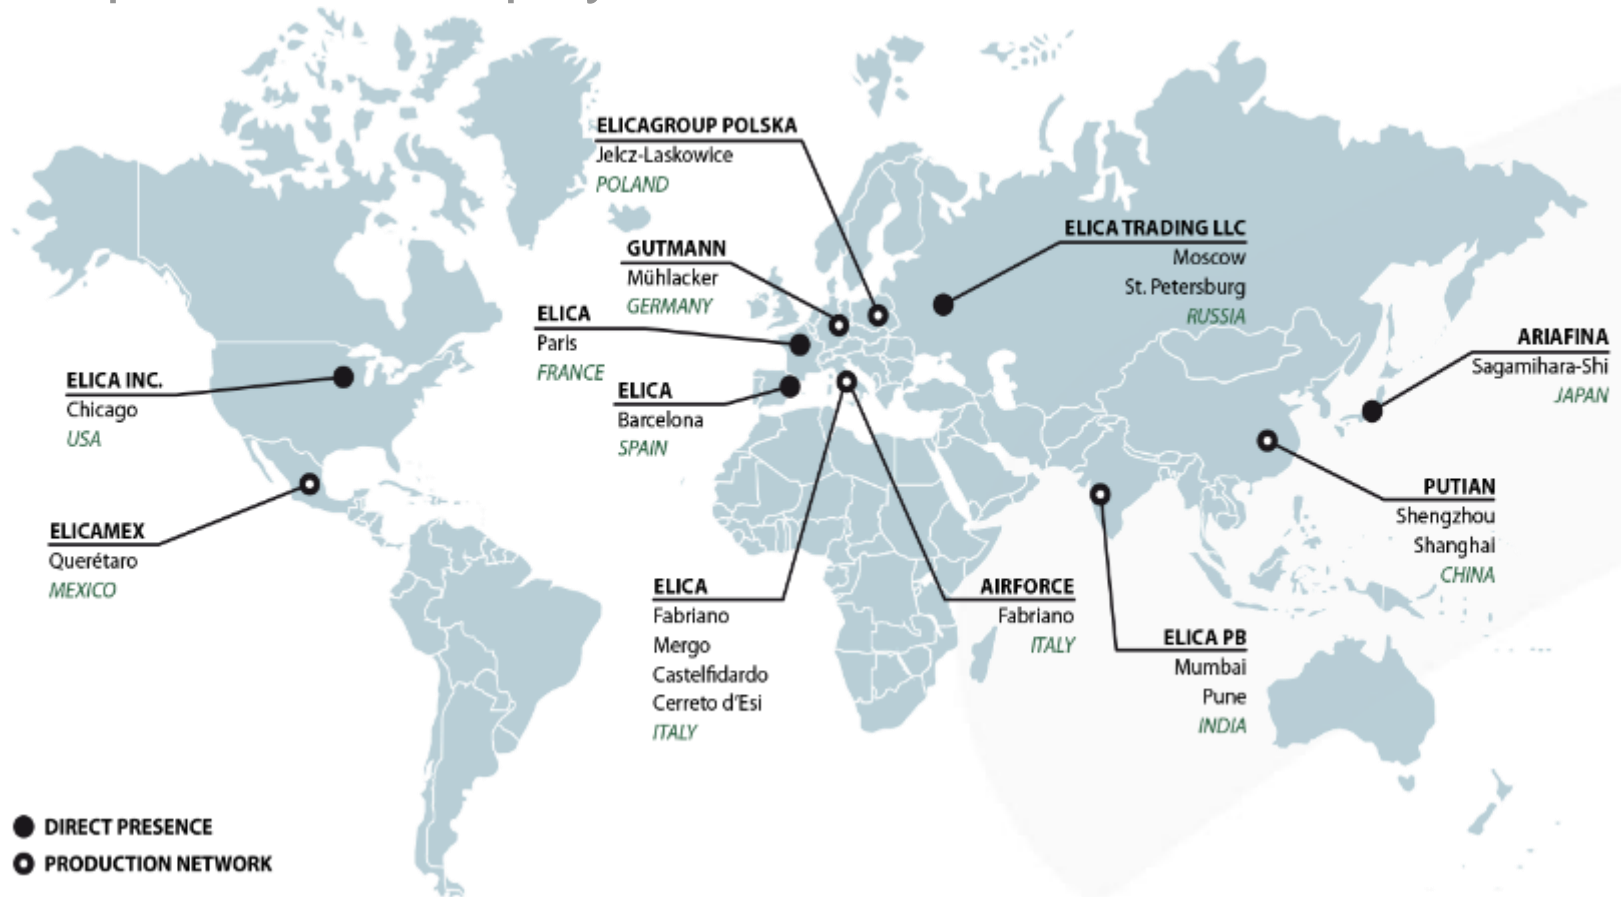 ELICAGROUP POLSKA
Jelcz-Laskowice
POLAND
GUTMANN
Mühlacker
GERMANY
ELICA
Paris
FRANCE
ELICA
Barcelona
SPAIN
ELICA TRADING LLC
Moscow
St. Petersburg
RUSSIA
ARIAFINA
Sagamihara-Shi
JAPAN
ELICA INC.
Chicago
USA
ELICAMEX
Querétaro
MEXICO
PUTIAN
Shengzhou
Shanghai
CHINA
ELICA
Fabriano
Mergo
Castelfidardo
Cerreto d'Esi
ITALY
AIRFORCE
Fabriano
ITALY
ELICA PB
Mumbai
Pune
INDIA
DIRECT PRESENCE
PRODUCTION NETWORK